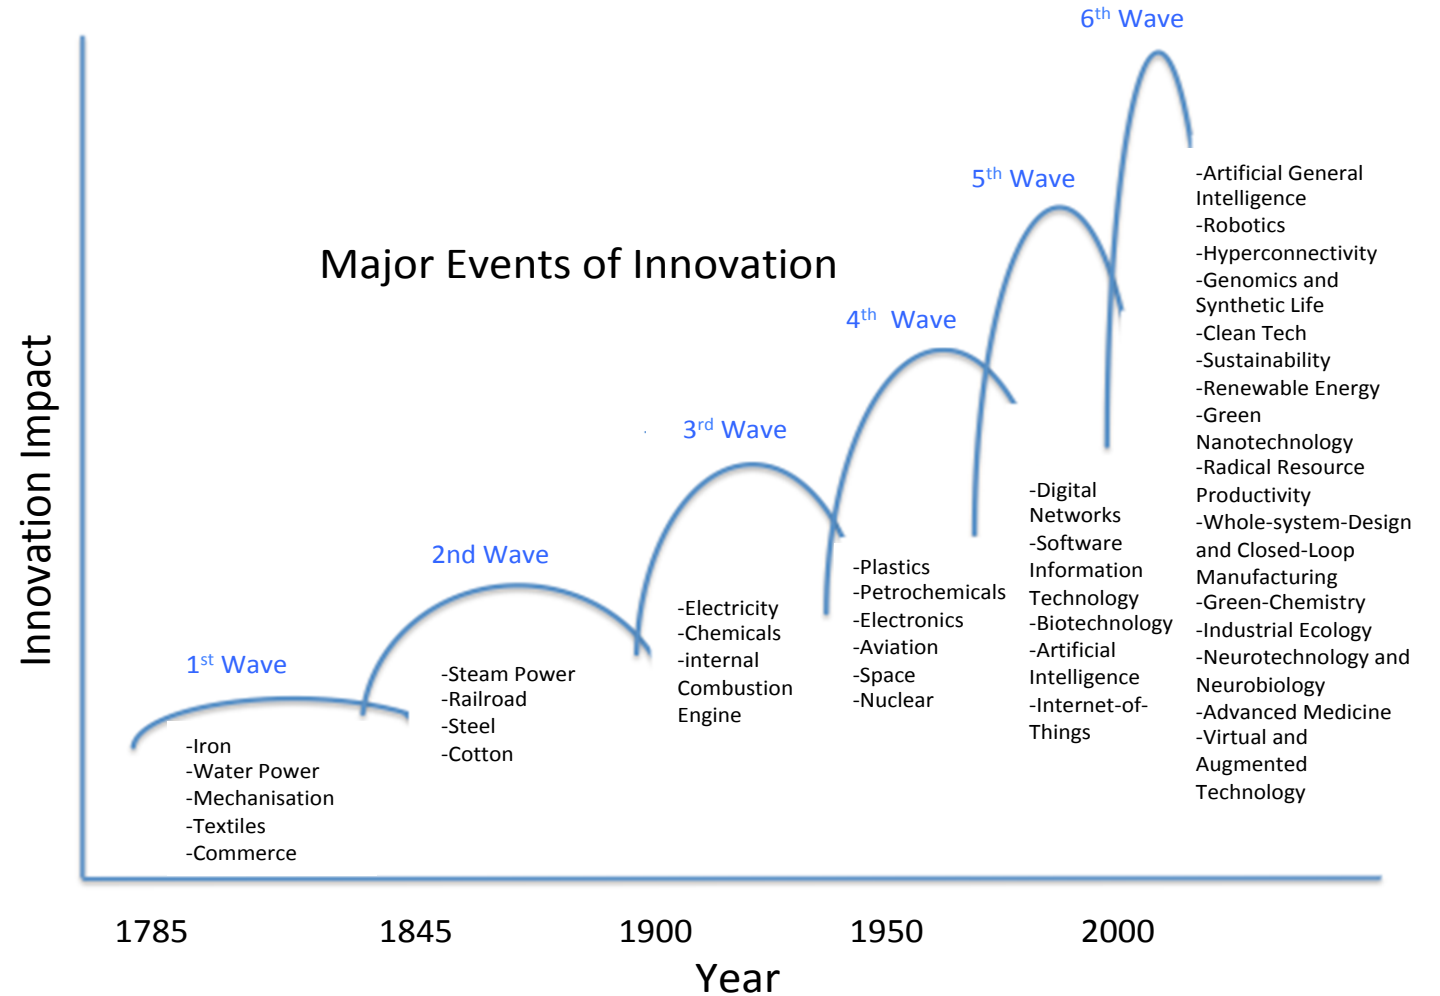 6th Wave
5th Wave
Major Events of Innovation
4th Wave
3rd Wave
2nd Wave
1st Wave
Innovation Impact
-Iron
-Water Power
-Mechanisation
-Textiles
-Commerce
-Steam Power
-Railroad
-Steel
-Cotton
-Electricity
-Chemicals
-internal
Combustion
Engine
-Plastics
-Petrochemicals
-Electronics
-Aviation
-Space
-Nuclear
-Digital
Networks
-Software
Information
Technology
-Biotechnology
-Artificial
Intelligence
-Internet-of-
Things
-Artificial General
Intelligence
-Robotics
-Hyperconnectivity
-Genomics and
Synthetic Life
-Clean Tech
-Sustainability
-Renewable Energy
-Green
Nanotechnology
-Radical Resource
Productivity
-Whole-system-Design
and Closed-Loop
Manufacturing
-Green-Chemistry
-Industrial Ecology
-Neurotechnology and
Neurobiology
-Advanced Medicine
-Virtual and
Augmented
Technology
1785 1845 1900 1950 2000
Year